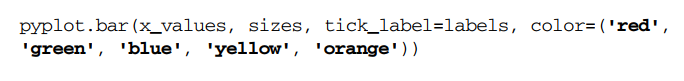 pyplot.bar(x_values, sizes, tick_label=labels, color=('red',
'green', 'blue', 'yellow', 'orange'))